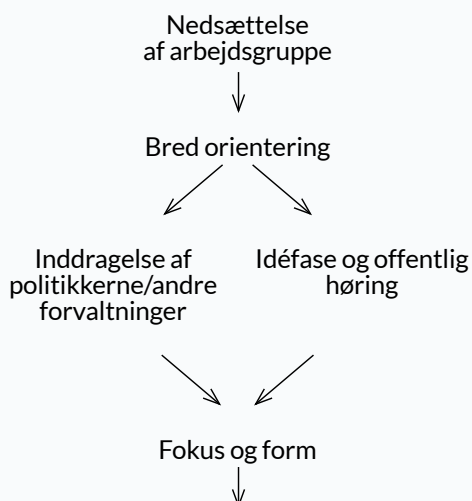 Nedsættelse
af arbejdsgruppe
Bred orientering
Inddragelse af
politikkerne/andre
forvaltninger
Idéfase og offentlig
høring
Fokus og form